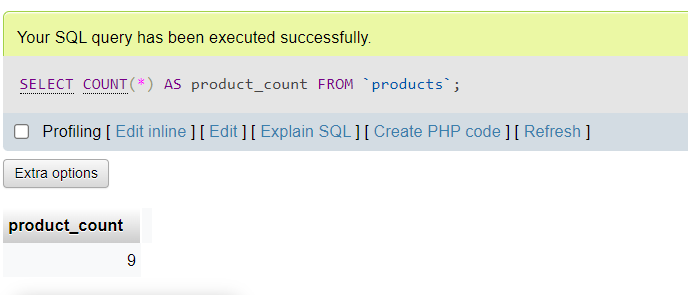 Your SQL query has been executed successfully.
SELECT COUNT(*) AS product_count FROM `products`;
Profiling [ Edit inline ] [ Edit ] [ Explain SQL ] [ Create PHP code ] [ Refresh ]
Extra options
product_count
9